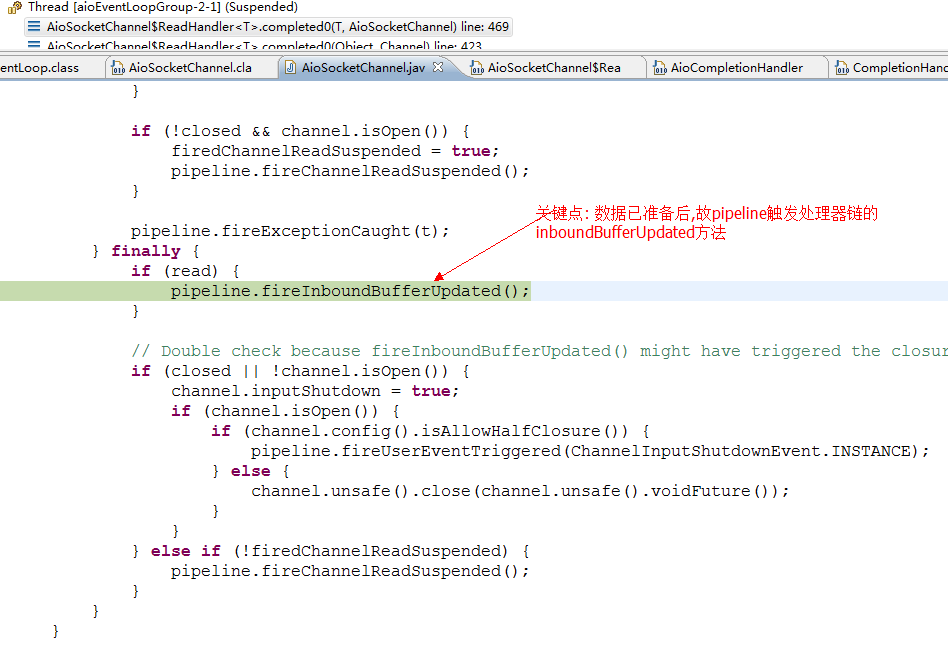 Thread [aioEventLoopGroup-2-1] (Suspended)
AioSocketChannel$ReadHandler<T>.completed0(T, AioSocketChannel) line: 469
AioSocketChannel$ReadHandler<T>.completed0(Object, Channel) line: 423
entLoop.class AioSocketChannel.cla AioSocketChannel.jav AioSocketChannel$Rea AioCompletionHandler CompletionHand
}
if (!closed && channel.isOpen()) {
firedChannelReadSuspended = true;
pipeline.fireChannelReadSuspended();
}
关键点: 数据已准备后,故pipeline触发处理器链的
inboundBufferUpdated方法
pipeline.fireExceptionCaught(t);
} finally {
if (read) {
pipeline.fireInboundBufferUpdated();
}
// Double check because fireInboundBufferUpdated() might have triggered the closur
if (closed || !channel.isOpen()) {
channel.inputShutdown = true;
if (channel.isOpen()) {
if (channel.config().isAllowHalfClosure()) {
pipeline.fireUserEventTriggered(ChannelInputShutdownEvent.INSTANCE);
} else {
channel.unsafe().close(channel.unsafe().voidFuture());
}
}
} else if (!firedChannelReadSuspended) {
pipeline.fireChannelReadSuspended();
}
}
}